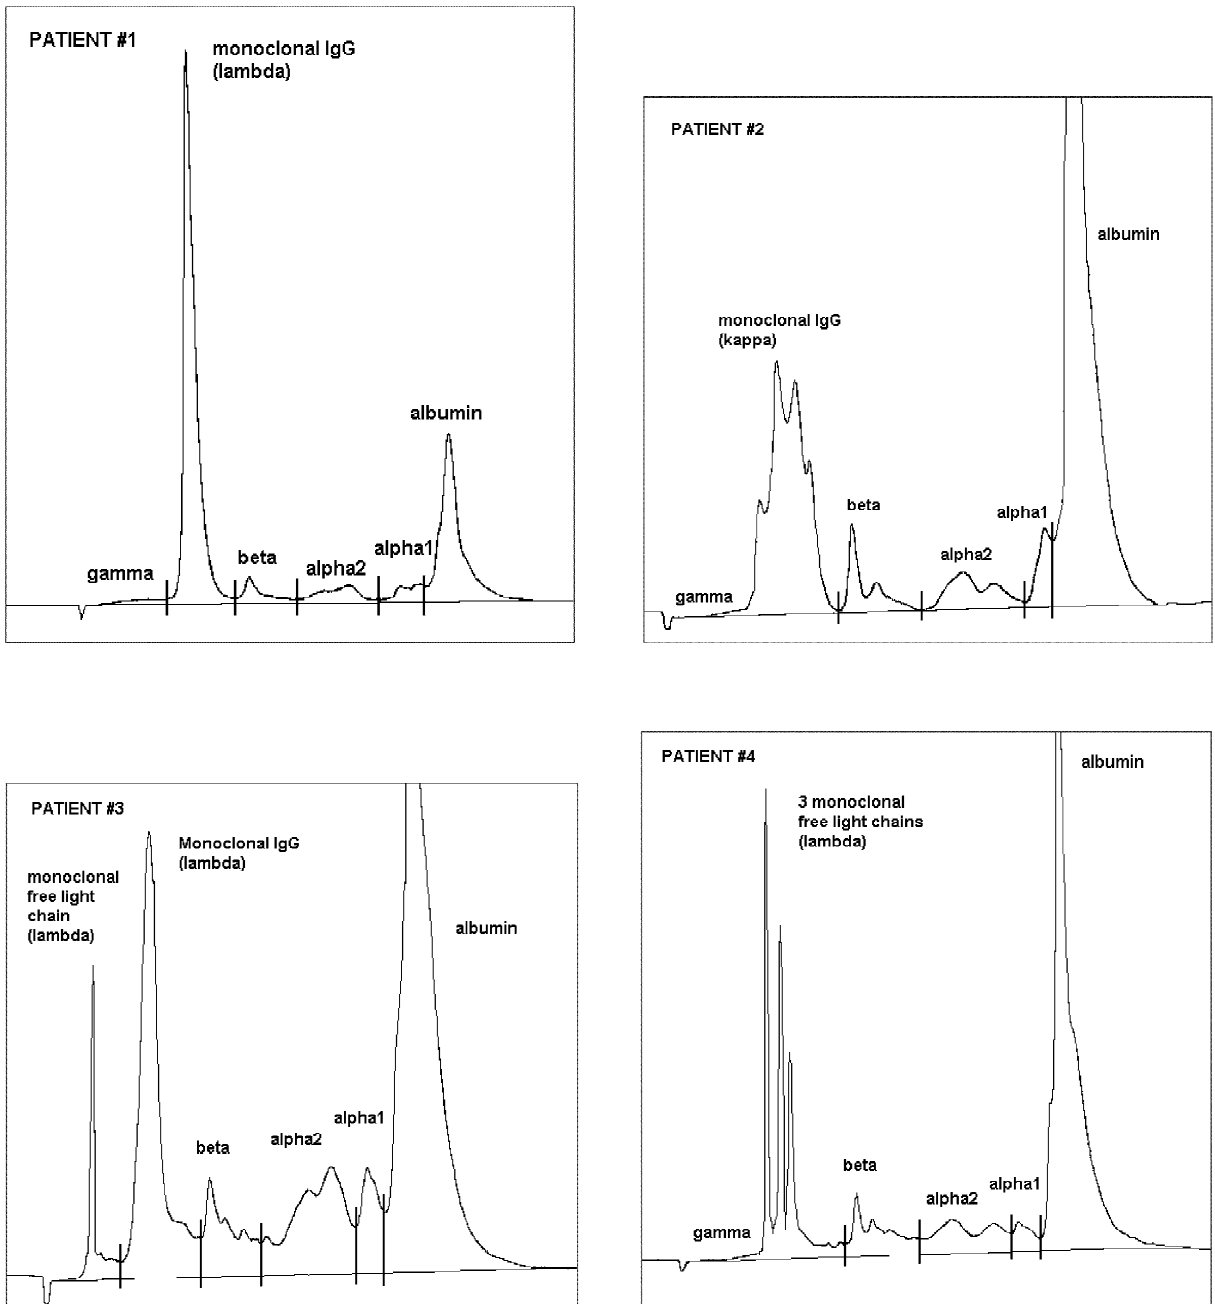 PATIENT #1
monoclonal IgG
(lambda)
albumin
alpha1
alpha2
beta
gamma
PATIENT #2
albumin
monoclonal IgG
(kappa)
beta
alpha1
alpha2
gamma
PATIENT #3
Monoclonal IgG
(lambda)
monoclonal
free light
chain
(lambda)
albumin
alpha1
alpha2
beta
PATIENT #4
albumin
3 monoclonal
free light chains
(lambda)
beta
alpha1
alpha2
gamma